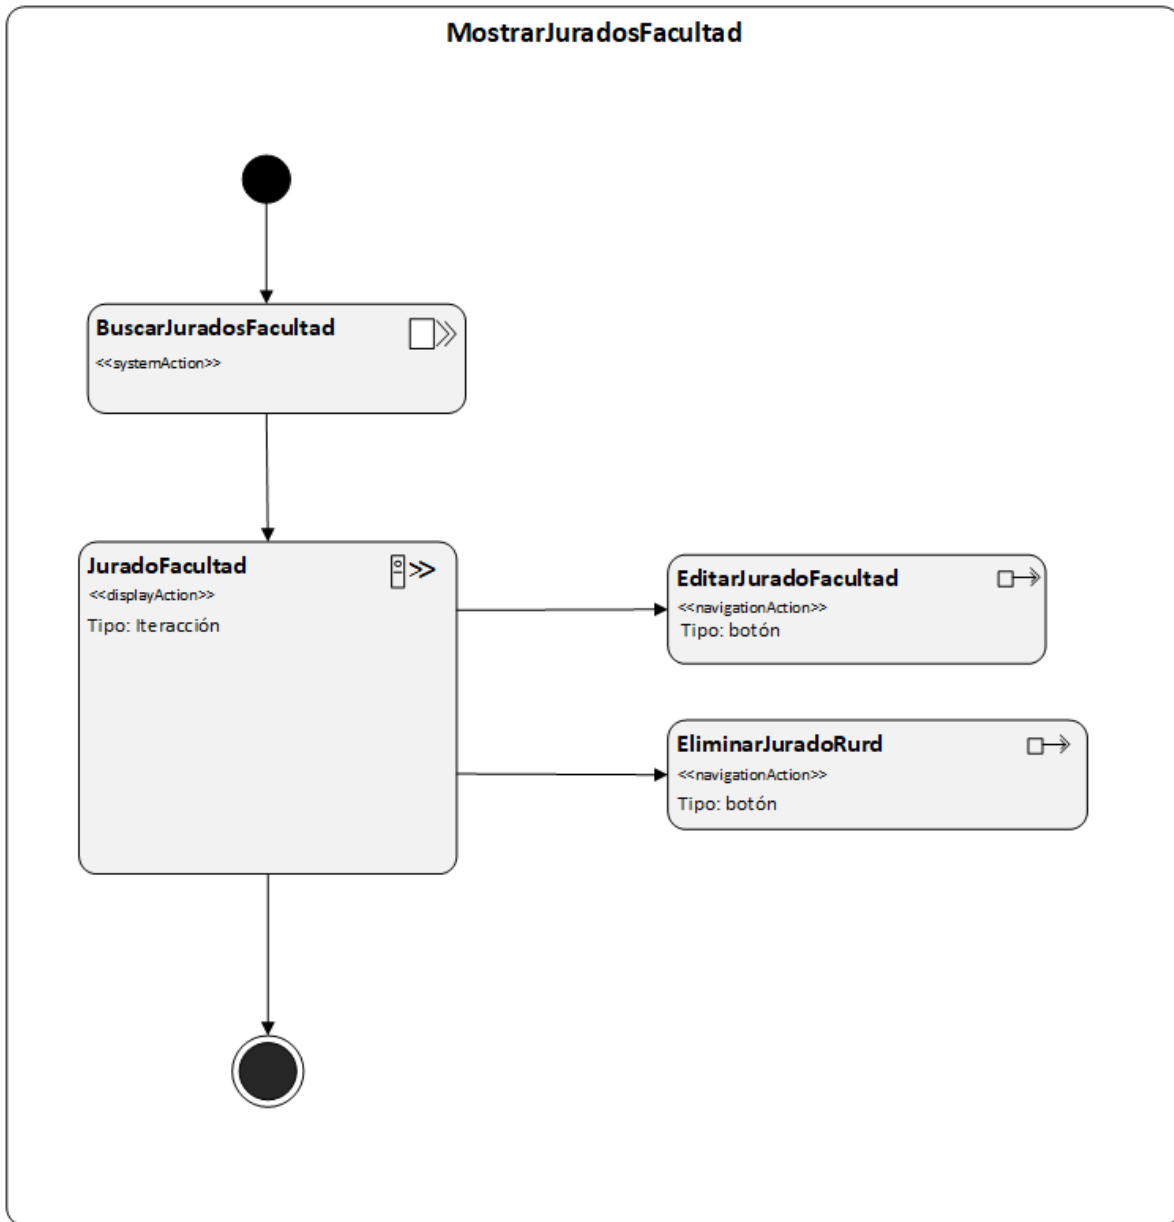 MostrarJuradosFacultad
BuscarJuradosFacultad
<<systemAction>>
JuradoFacultad
<<displayAction>>
Tipo: Iteracción
EditarJuradoFacultad
<<navigationAction>>
Tipo: botón
EliminarJuradoRurd
<<navigationAction>>
Tipo: botón